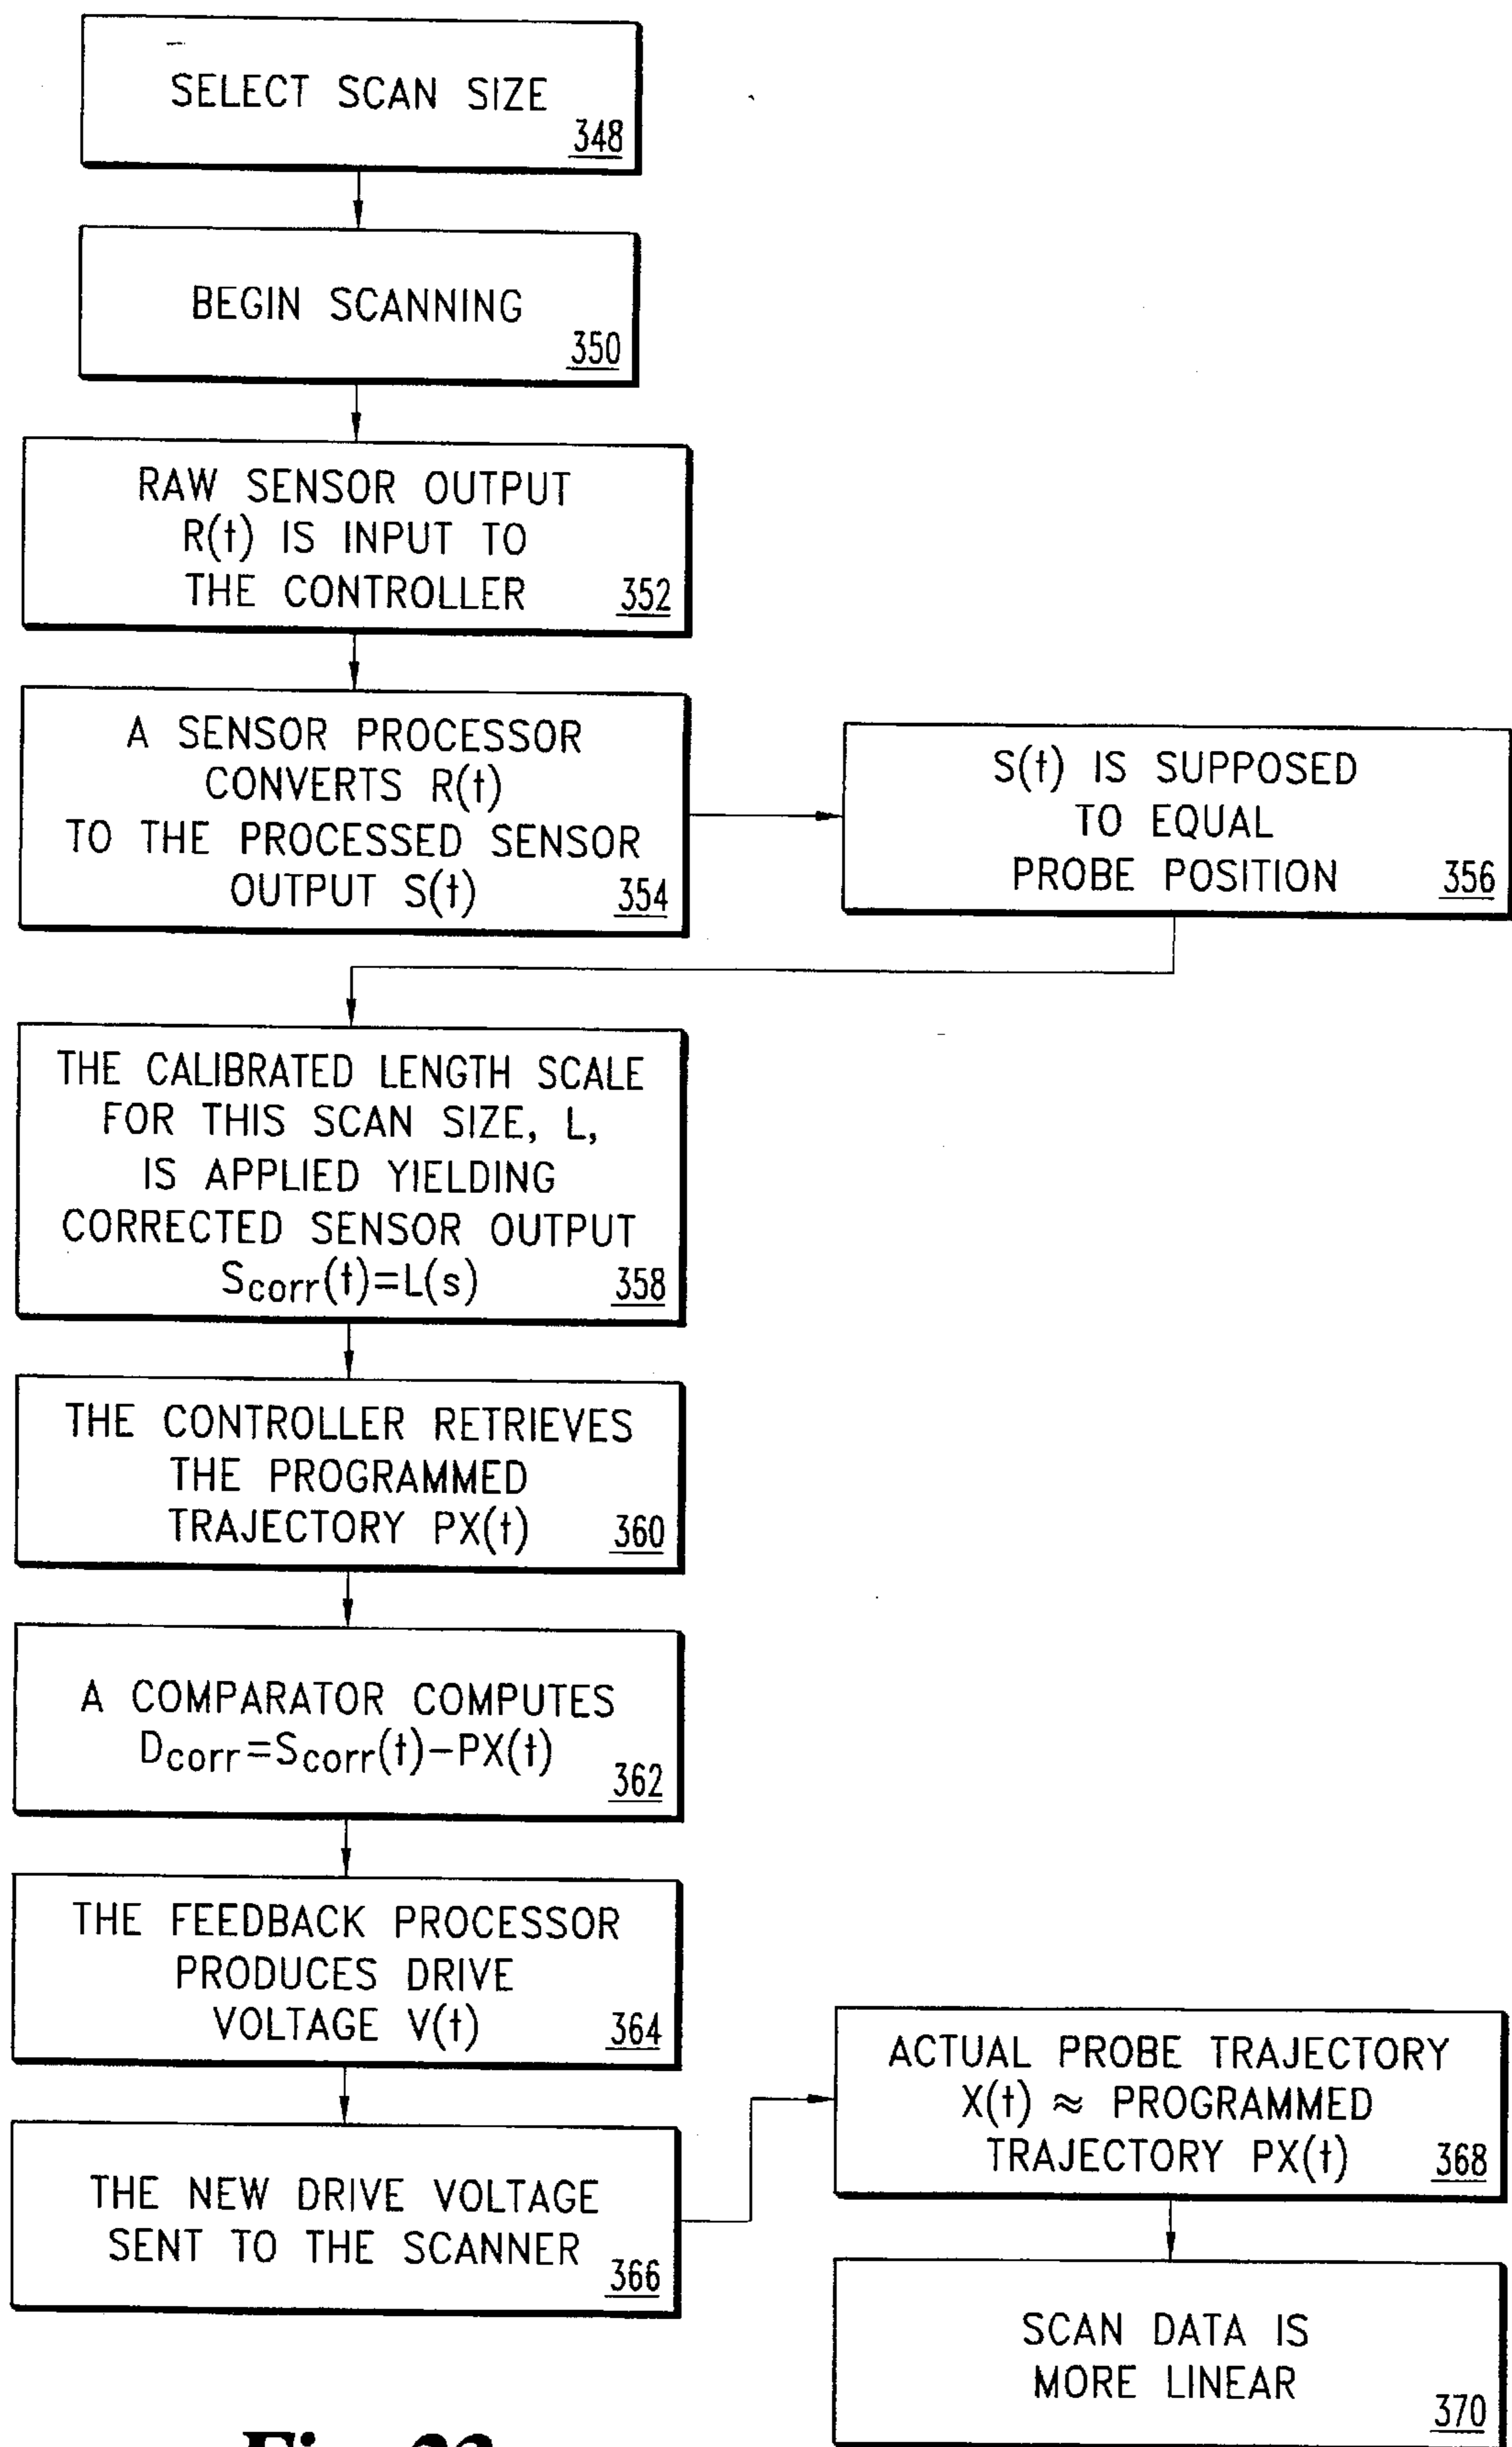 SELECT SCAN SIZE
348
BEGIN SCANNING
350
RAW SENSOR OUTPUT
R(t) IS INPUT TO
THE CONTROLLER
352
A SENSOR PROCESSOR
CONVERTS R(t)
TO THE PROCESSED SENSOR
OUTPUT S(t)
354
S(t) IS SUPPOSED
TO EQUAL
PROBE POSITION
356
THE CALIBRATED LENGTH SCALE
FOR THIS SCAN SIZE, L,
IS APPLIED YIELDING
CORRECTED SENSOR OUTPUT
Scorr(t)=L(s)
358
THE CONTROLLER RETRIEVES
THE PROGRAMMED
TRAJECTORY PX(t)
360
A COMPARATOR COMPUTES
Dcorr=Scorr(t)-PX(t)
362
THE FEEDBACK PROCESSOR
PRODUCES DRIVE
VOLTAGE V(t)
364
THE NEW DRIVE VOLTAGE
SENT TO THE SCANNER
366
ACTUAL PROBE TRAJECTORY
X(t) ≈ PROGRAMMED
TRAJECTORY PX(t)
368
SCAN DATA IS
MORE LINEAR
370